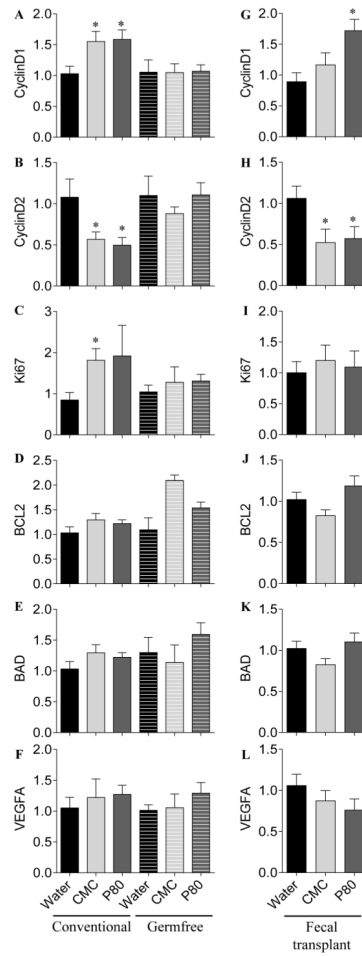 A
CyclinD1
2.0
1.5
1.0
0.5
0.0
* *
G
CyclinD1
2.0
1.5
1.0
0.5
0.0
*
B
CyclinD2
1.5
1.0
0.5
0.0
* *
H
CyclinD2
1.5
1.0
0.5
0.0
* *
C
Ki67
3
2
1
0
*
I
Ki67
2.0
1.5
1.0
0.5
0.0
D
BCL2
2.5
2.0
1.5
1.0
0.5
0.0
J
BCL2
1.5
1.0
0.5
0.0
E
BAD
2.0
1.5
1.0
0.5
0.0
K
BAD
1.5
1.0
0.5
0.0
F
VEGFA
2.0
1.5
1.0
0.5
0.0
L
VEGFA
1.5
1.0
0.5
0.0
Water CMC P80 Water CMC P80
Conventional Germfree
Water CMC P80
Fecal
transplant